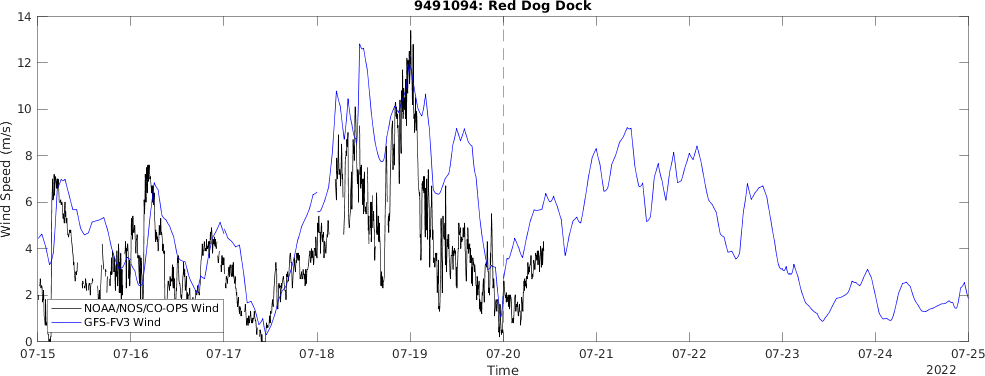 9491094: Red Dog Dock
Wind Speed (m/s)
14
12
10
8
6
4
2
0
NOAA/NOS/CO-OPS Wind
GFS-FV3 Wind
07-15 07-16 07-17 07-18 07-19 07-20 07-21 07-22 07-23 07-24 07-25
Time
2022